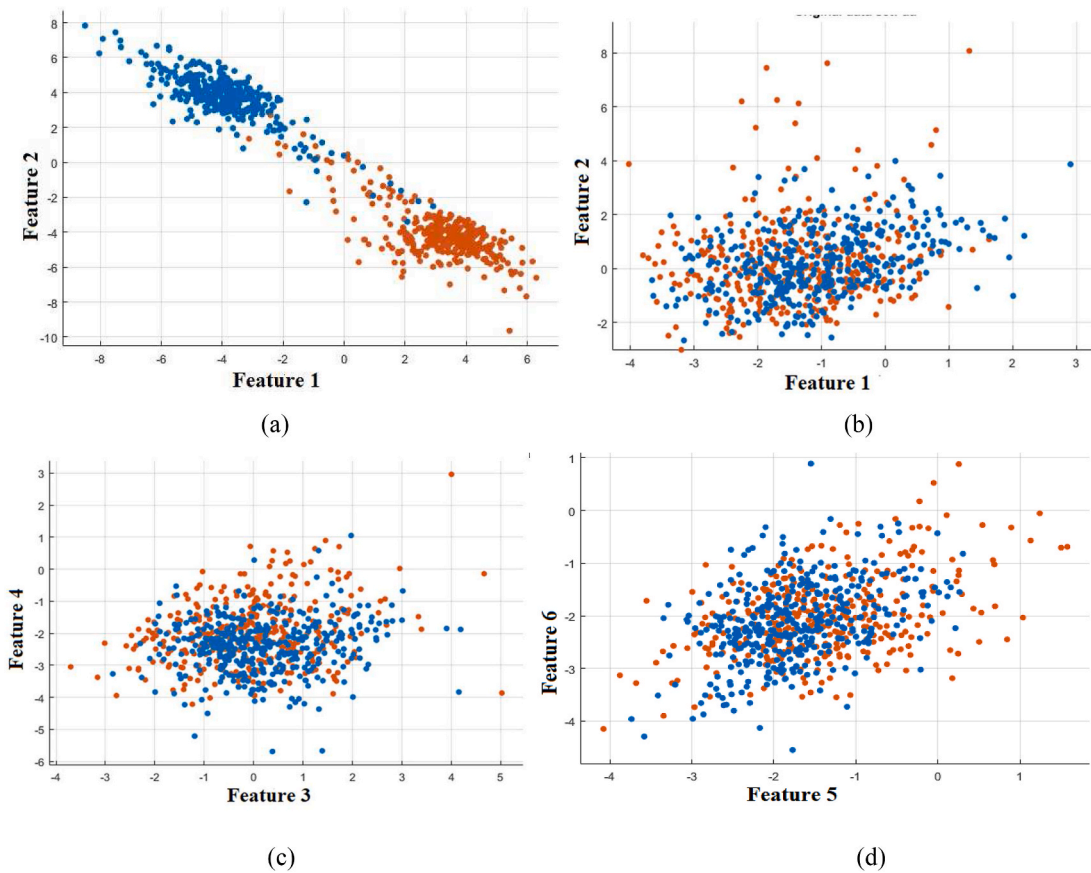 8
6
4
2
0
-2
-4
-6
-8
-10
Feature 2
-8 -6 -4 -2 0 2 4 6
Feature 1
(a)
8
6
4
2
0
-2
Feature 2
-4 -3 -2 -1 0 1 2 3
Feature 1
(b)
3
2
1
0
-1
-2
-3
-4
-5
-6
Feature 4
-4 -3 -2 -1 0 1 2 3 4 5
Feature 3
(c)
1
0
-1
-2
-3
-4
Feature 6
-4 -3 -2 -1 0 1
Feature 5
(d)